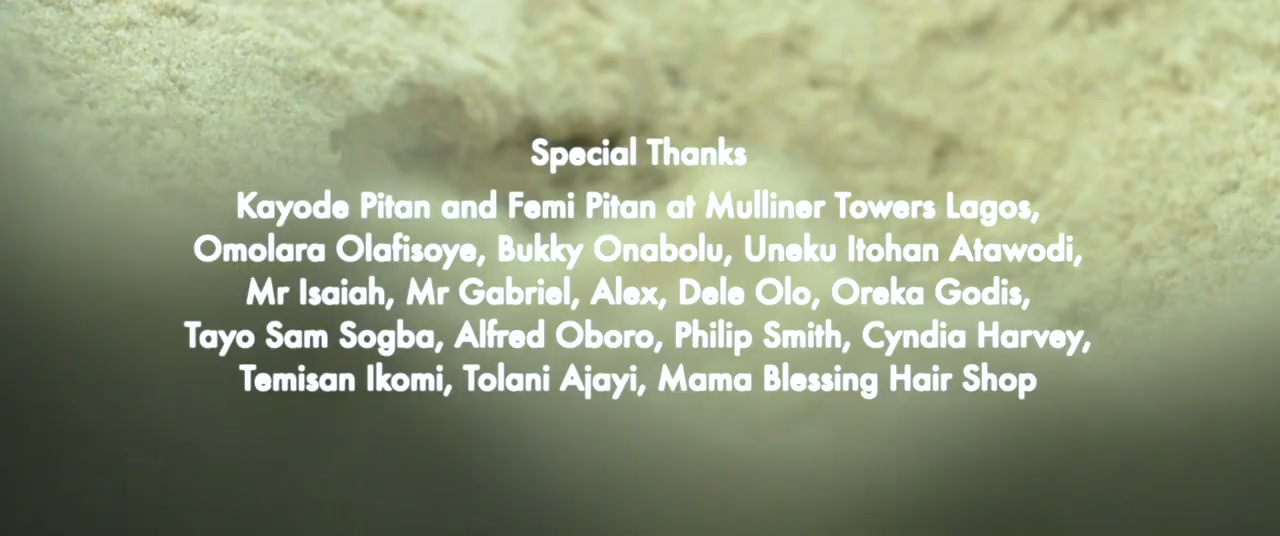 Special Thanks
Kayode Pitan and Femi Pitan at Mulliner Towers Lagos,
Omolara Olafisoye, Bukky Onabolu, Uneku Itohan Atawodi,
Mr Isaiah, Mr Gabriel, Alex, Dele Olo, Oreka Godis,
Tayo Sam Sogba, Alfred Oboro, Philip Smith, Cyndia Harvey,
Temisan Ikomi, Tolani Ajayi, Mama Blessing Hair Shop